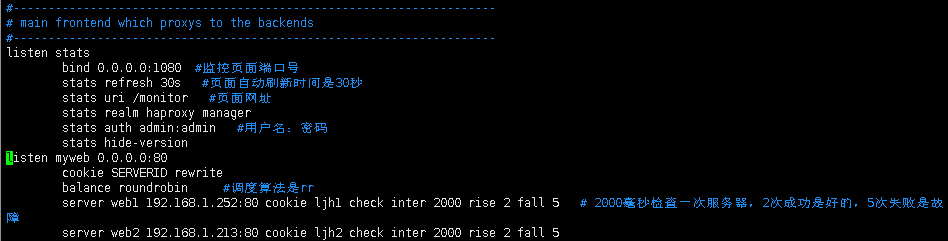 #---------------------------------------------------------------------
# main frontend which proxys to the backends
#---------------------------------------------------------------------
listen stats
        bind 0.0.0.0:1080  #监控页面端口号
        stats refresh 30s   #页面自动刷新时间是30秒
        stats uri /monitor   #页面网址
        stats realm haproxy manager
        stats auth admin:admin   #用户名：密码
        stats hide-version
listen myweb 0.0.0.0:80
        cookie SERVERID rewrite
        balance roundrobin     #调度算法是rr
        server web1 192.168.1.252:80 cookie ljh1 check inter 2000 rise 2 fall 5   # 2000毫秒检查一次服务器，2次成功是好的，5次失败是故
障
        server web2 192.168.1.213:80 cookie ljh2 check inter 2000 rise 2 fall 5